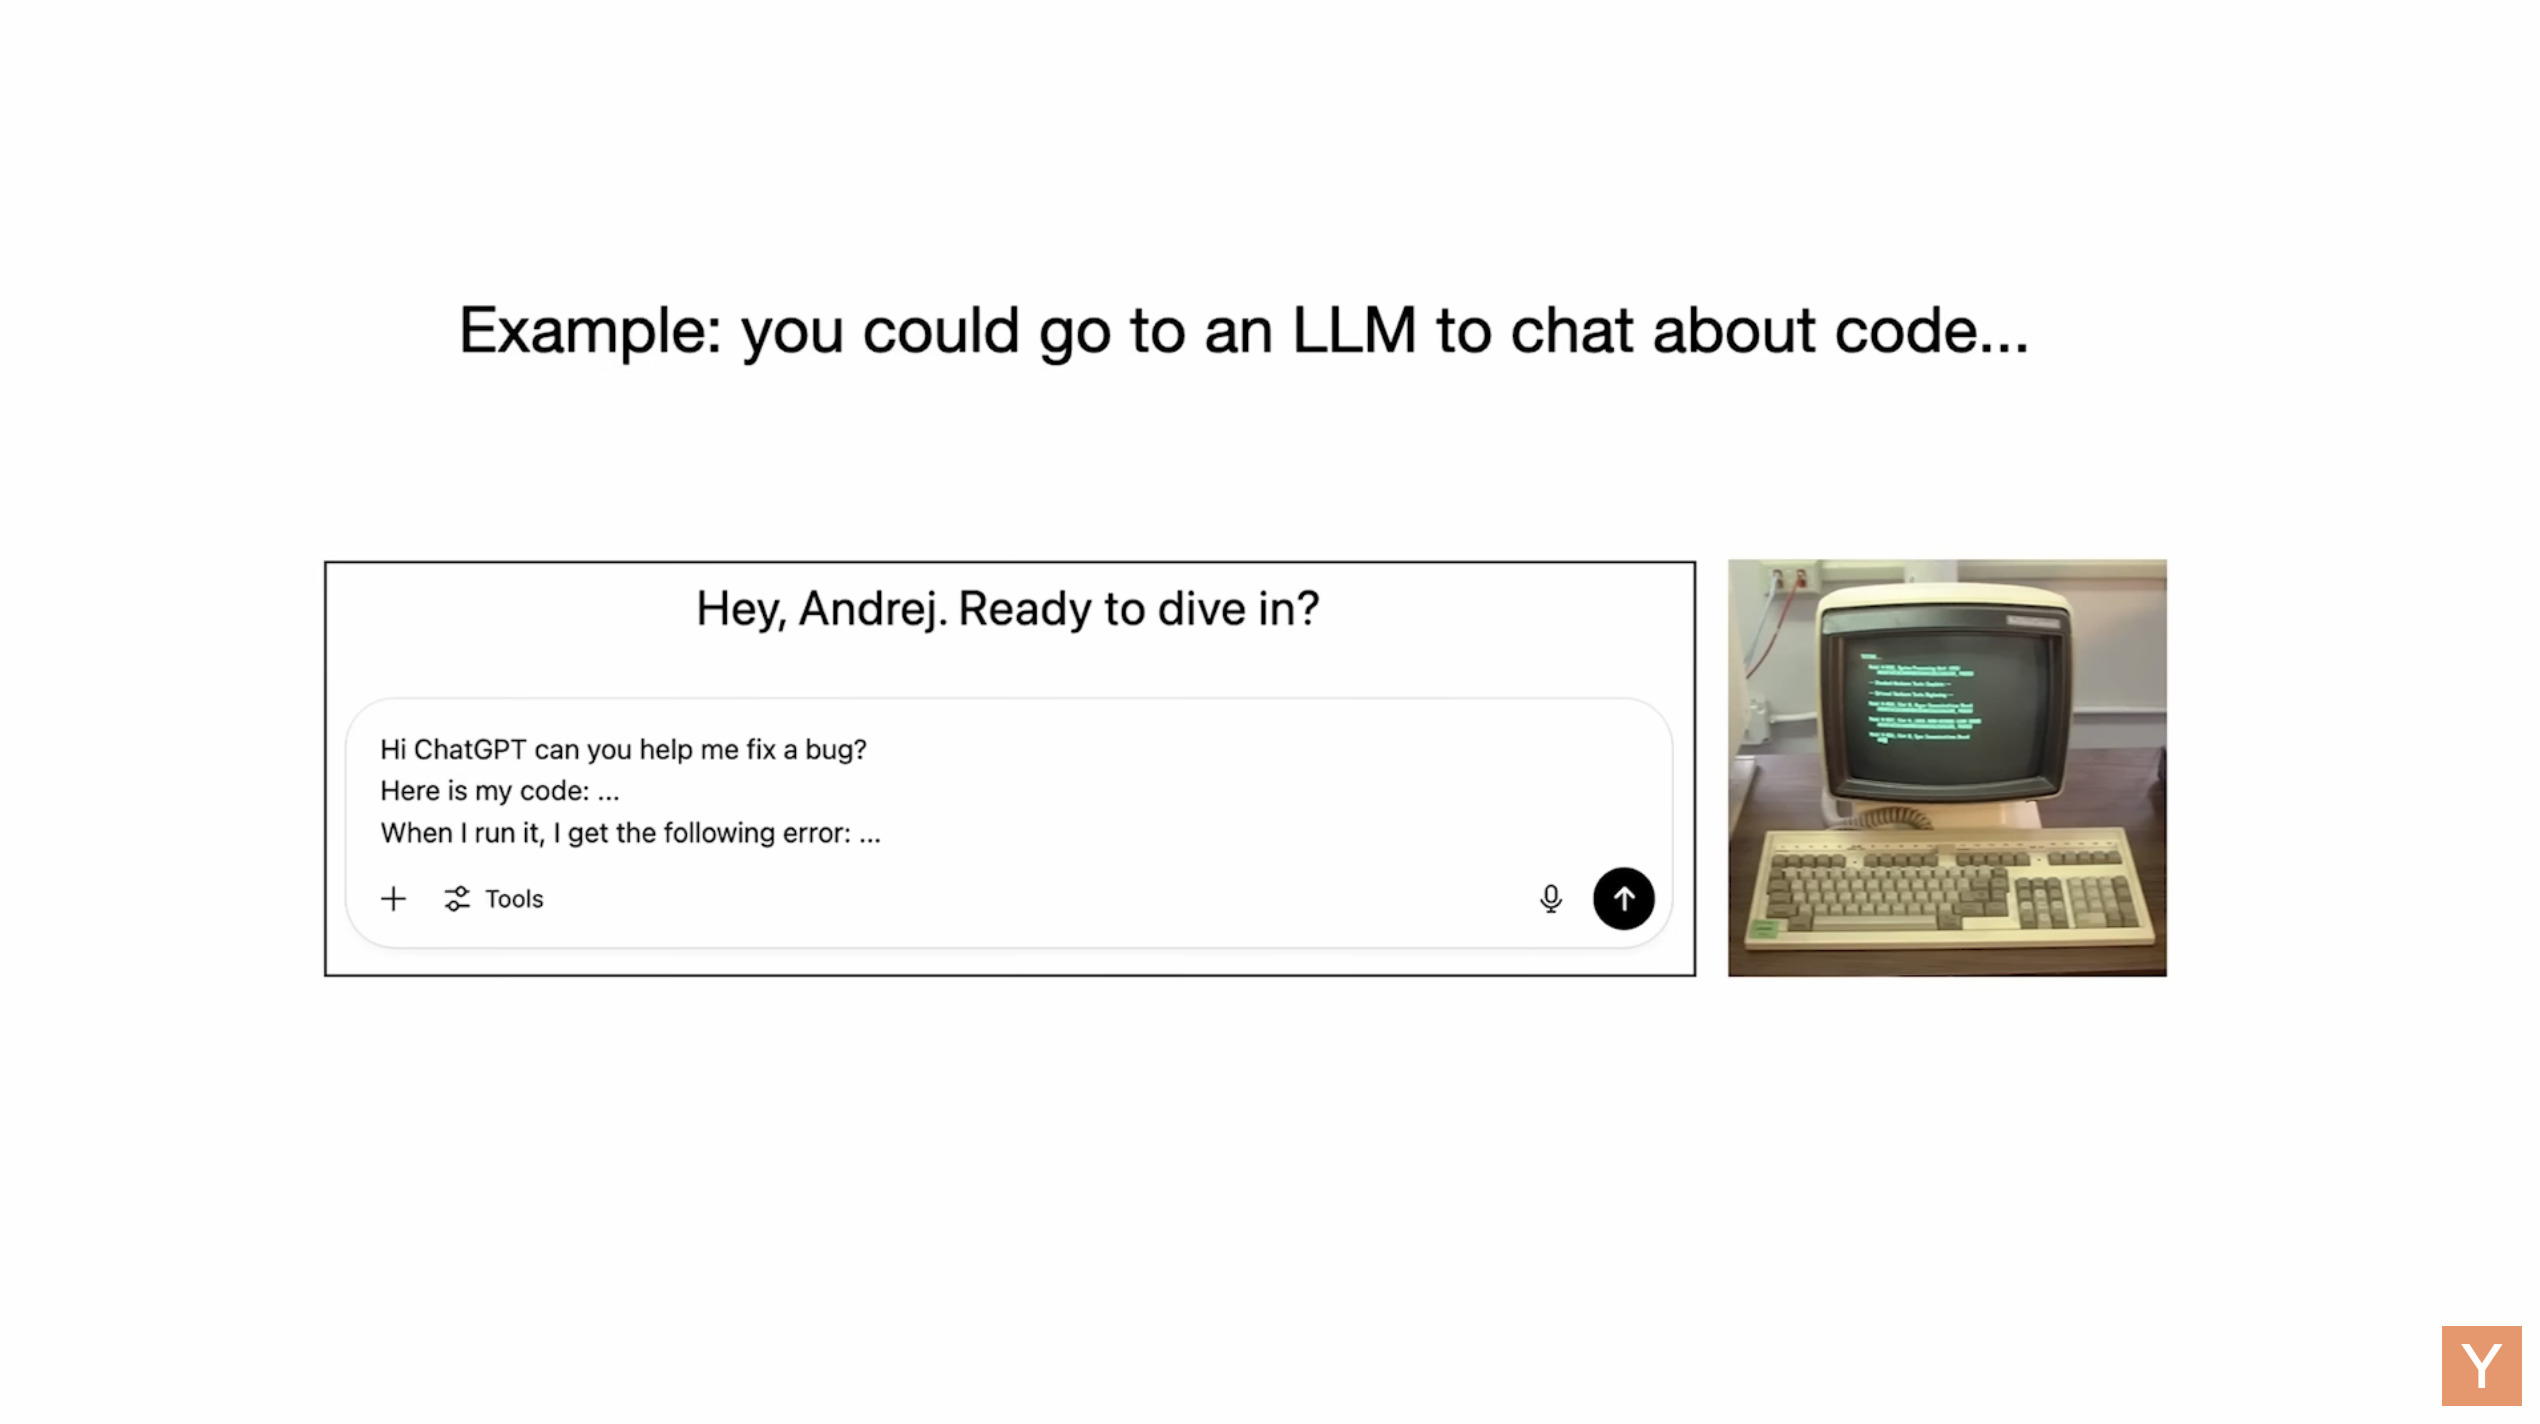 Example: you could go to an LLM to chat about code...
Hey, Andrej. Ready to dive in?
Hi ChatGPT can you help me fix a bug?
Here is my code: ...
When I run it, I get the following error: ...
Tools
Y